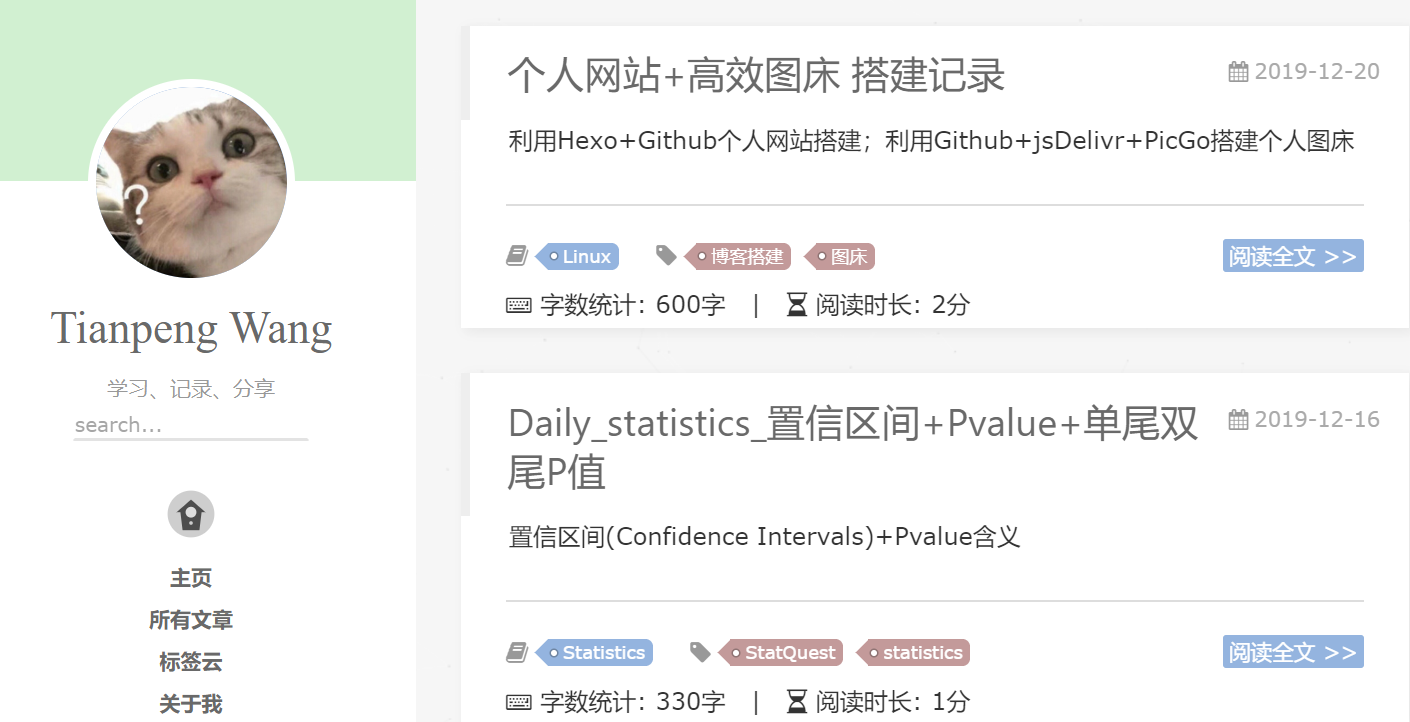 ?
Tianpeng Wang
学习、记录、分享
search...
主页
所有文章
标签云
关于我
个人网站+高效图床 搭建记录
2019-12-20
利用Hexo+Github个人网站搭建；利用Github+jsDelivr+PicGo搭建个人图床
Linux 博客搭建 图床 阅读全文 >>
字数统计：600字 | 阅读时长：2分
Daily_statistics_置信区间+Pvalue+单尾双
尾P值
2019-12-16
置信区间(Confidence Intervals)+Pvalue含义
Statistics StatQuest statistics 阅读全文 >>
字数统计：330字 | 阅读时长：1分